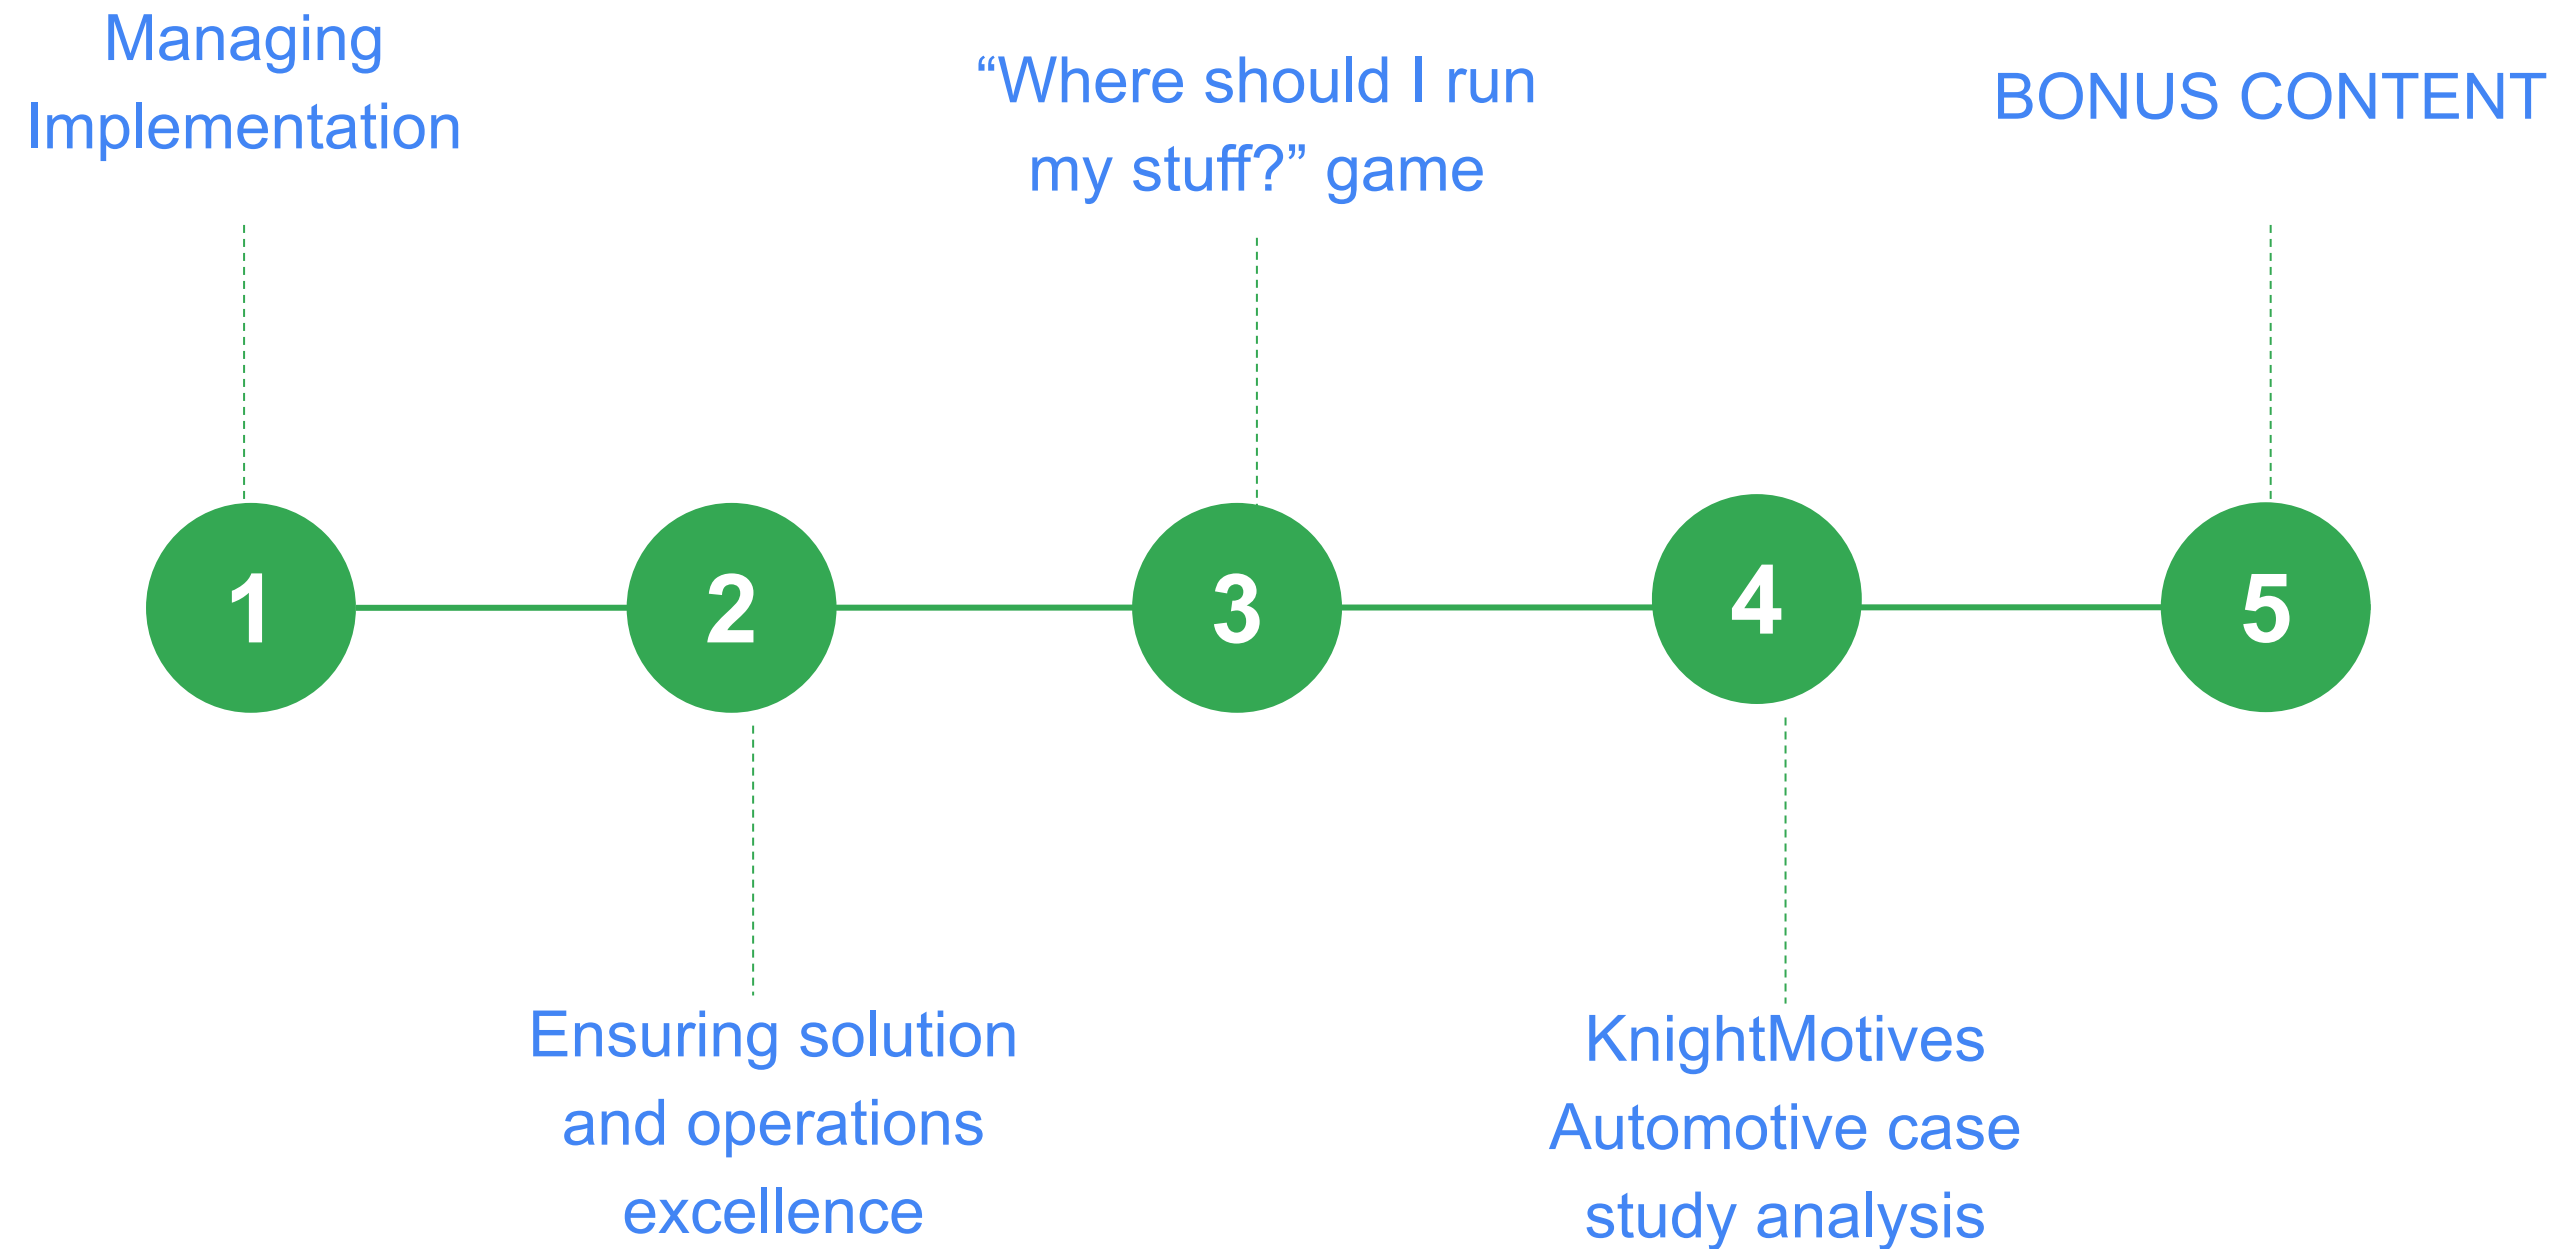 Managing
Implementation
“Where should I run
my stuff?” game
BONUS CONTENT
1
2
3
4
5
Ensuring solution
and operations
excellence
KnightMotives
Automotive case
study analysis